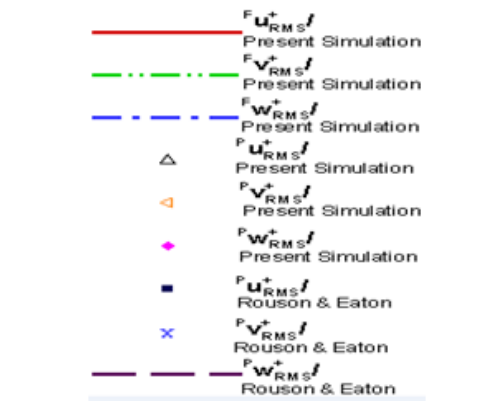 ᶠu⁺RMS/
Present Simulation
ᶠv⁺RMS/
Present Simulation
ᶠw⁺RMS/
Present Simulation
ᴾu⁺RMS/
Present Simulation
ᴾv⁺RMS/
Present Simulation
ᴾw⁺RMS/
Present Simulation
ᴾu⁺RMS/
Rouson & Eaton
ᴾv⁺RMS/
Rouson & Eaton
ᴾw⁺RMS/
Rouson & Eaton